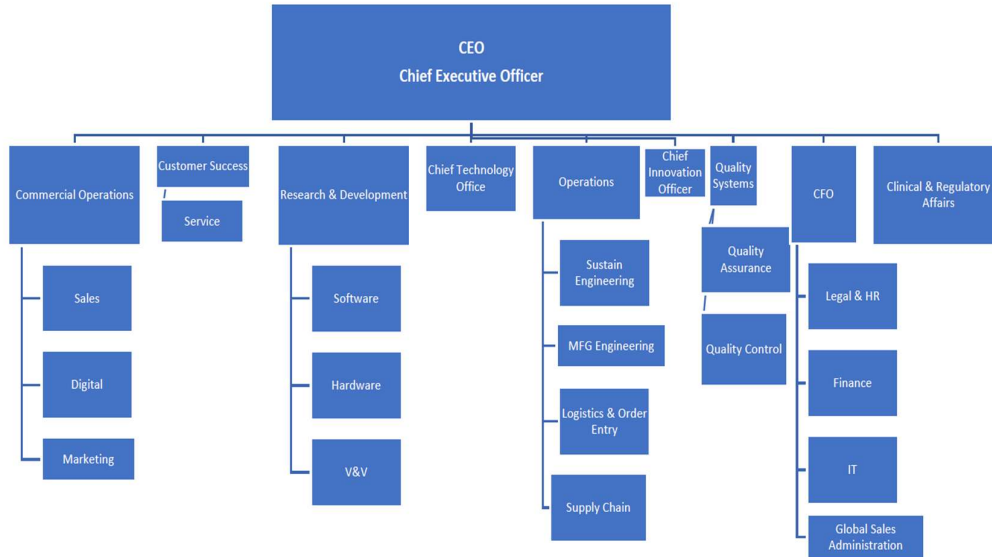 CEO
Chief Executive Officer
Commercial Operations
Sales
Digital
Marketing
Customer Success
Service
Research & Development
Software
Hardware
V&V
Chief Technology
Office
Operations
Sustain
Engineering
MFG Engineering
Logistics & Order
Entry
Supply Chain
Chief
Innovation
Officer
Quality
Systems
Quality
Assurance
Quality Control
CFO
Legal & HR
Finance
IT
Global Sales
Administration
Clinical & Regulatory
Affairs